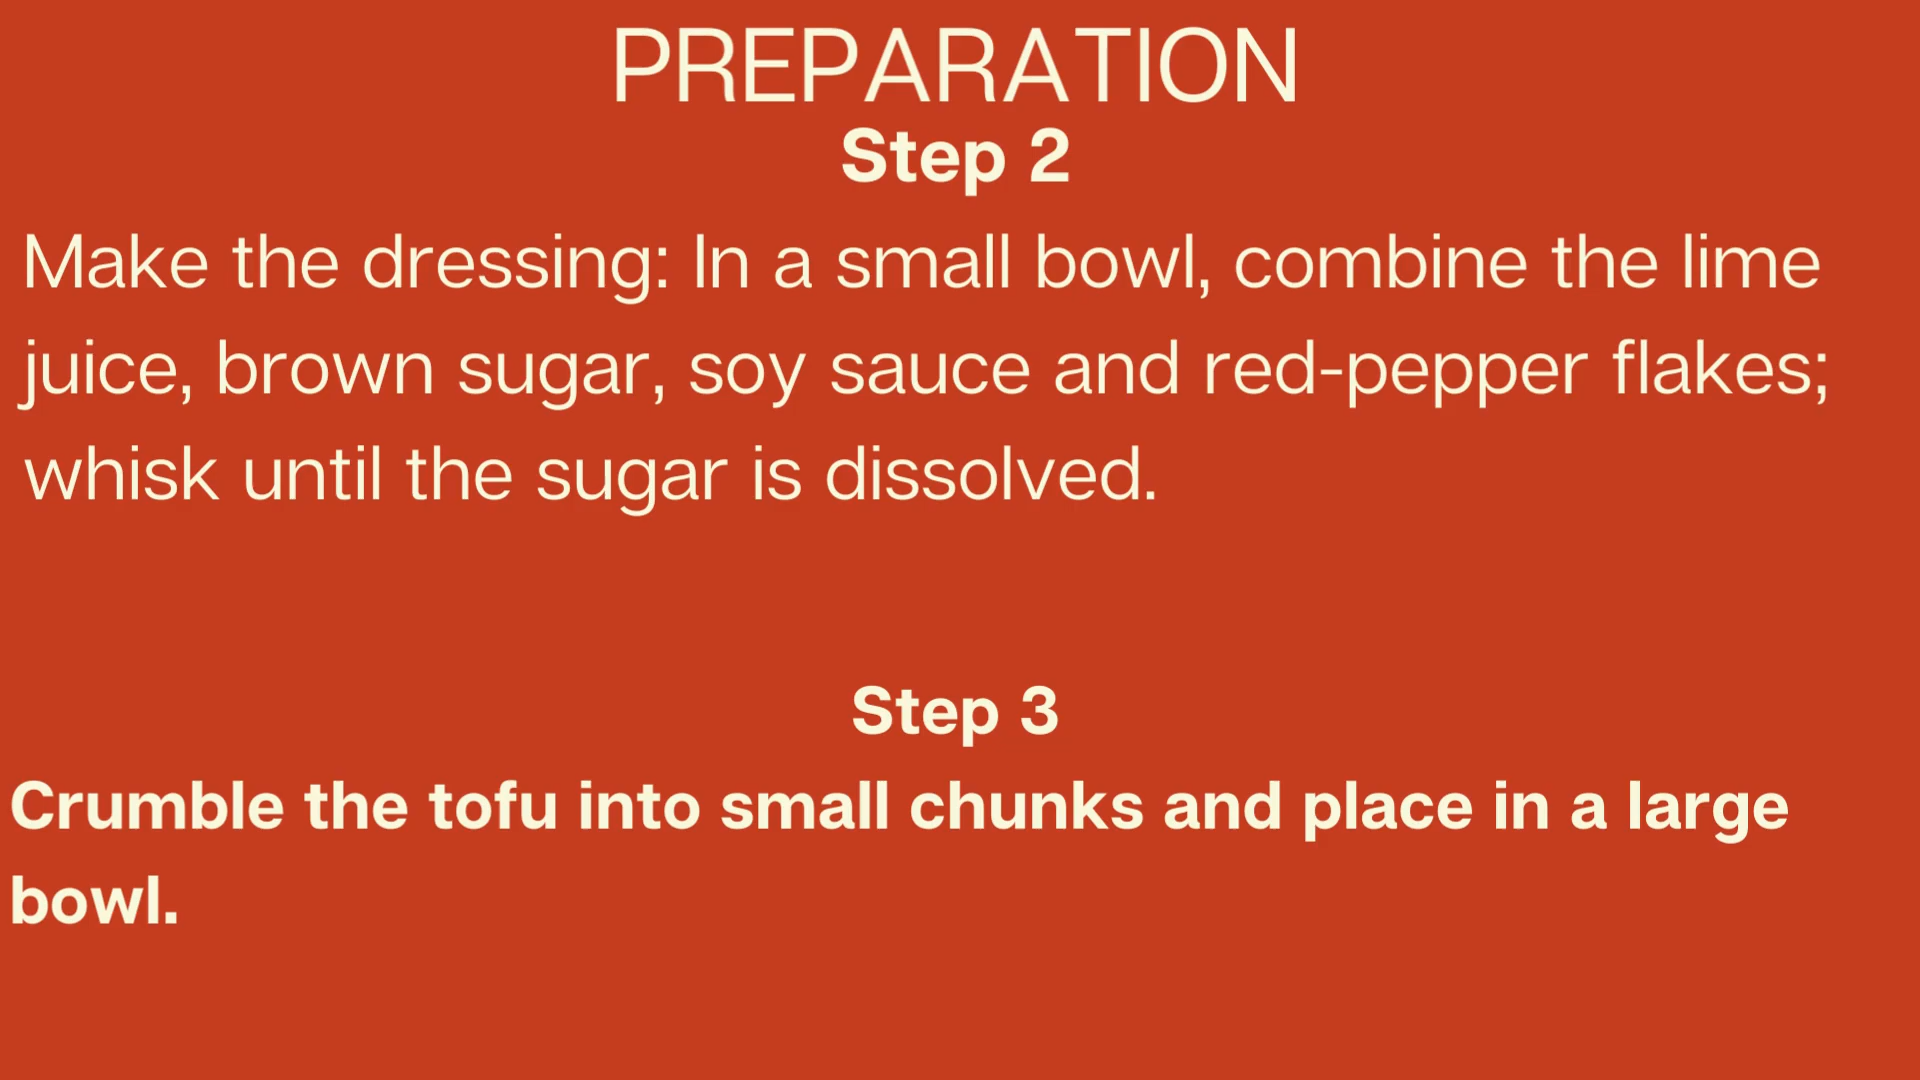 PREPARATION
Step 2
Make the dressing: In a small bowl, combine the lime
juice, brown sugar, soy sauce and red-pepper flakes;
whisk until the sugar is dissolved.
Step 3
Crumble the tofu into small chunks and place in a large
bowl.